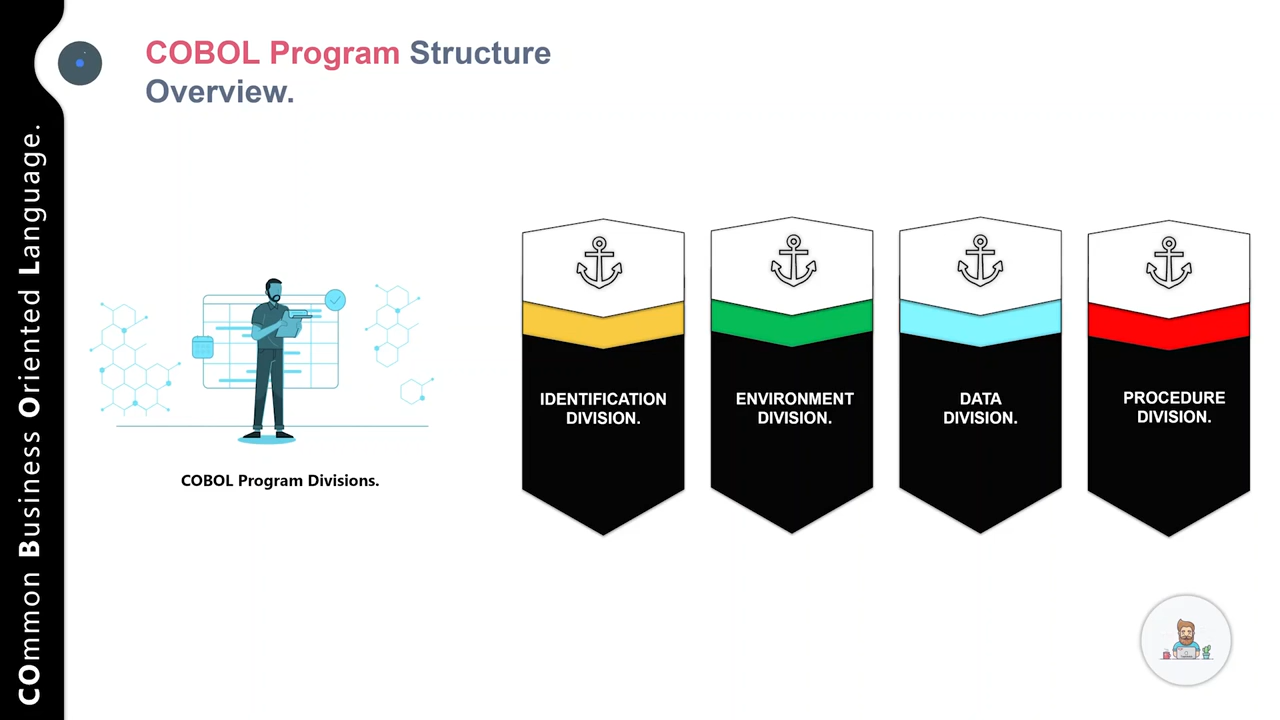 COBOL Program Structure
Overview.
COmmon Business Oriented Language.
COBOL Program Divisions.
IDENTIFICATION
DIVISION.
ENVIRONMENT
DIVISION.
DATA
DIVISION.
PROCEDURE
DIVISION.